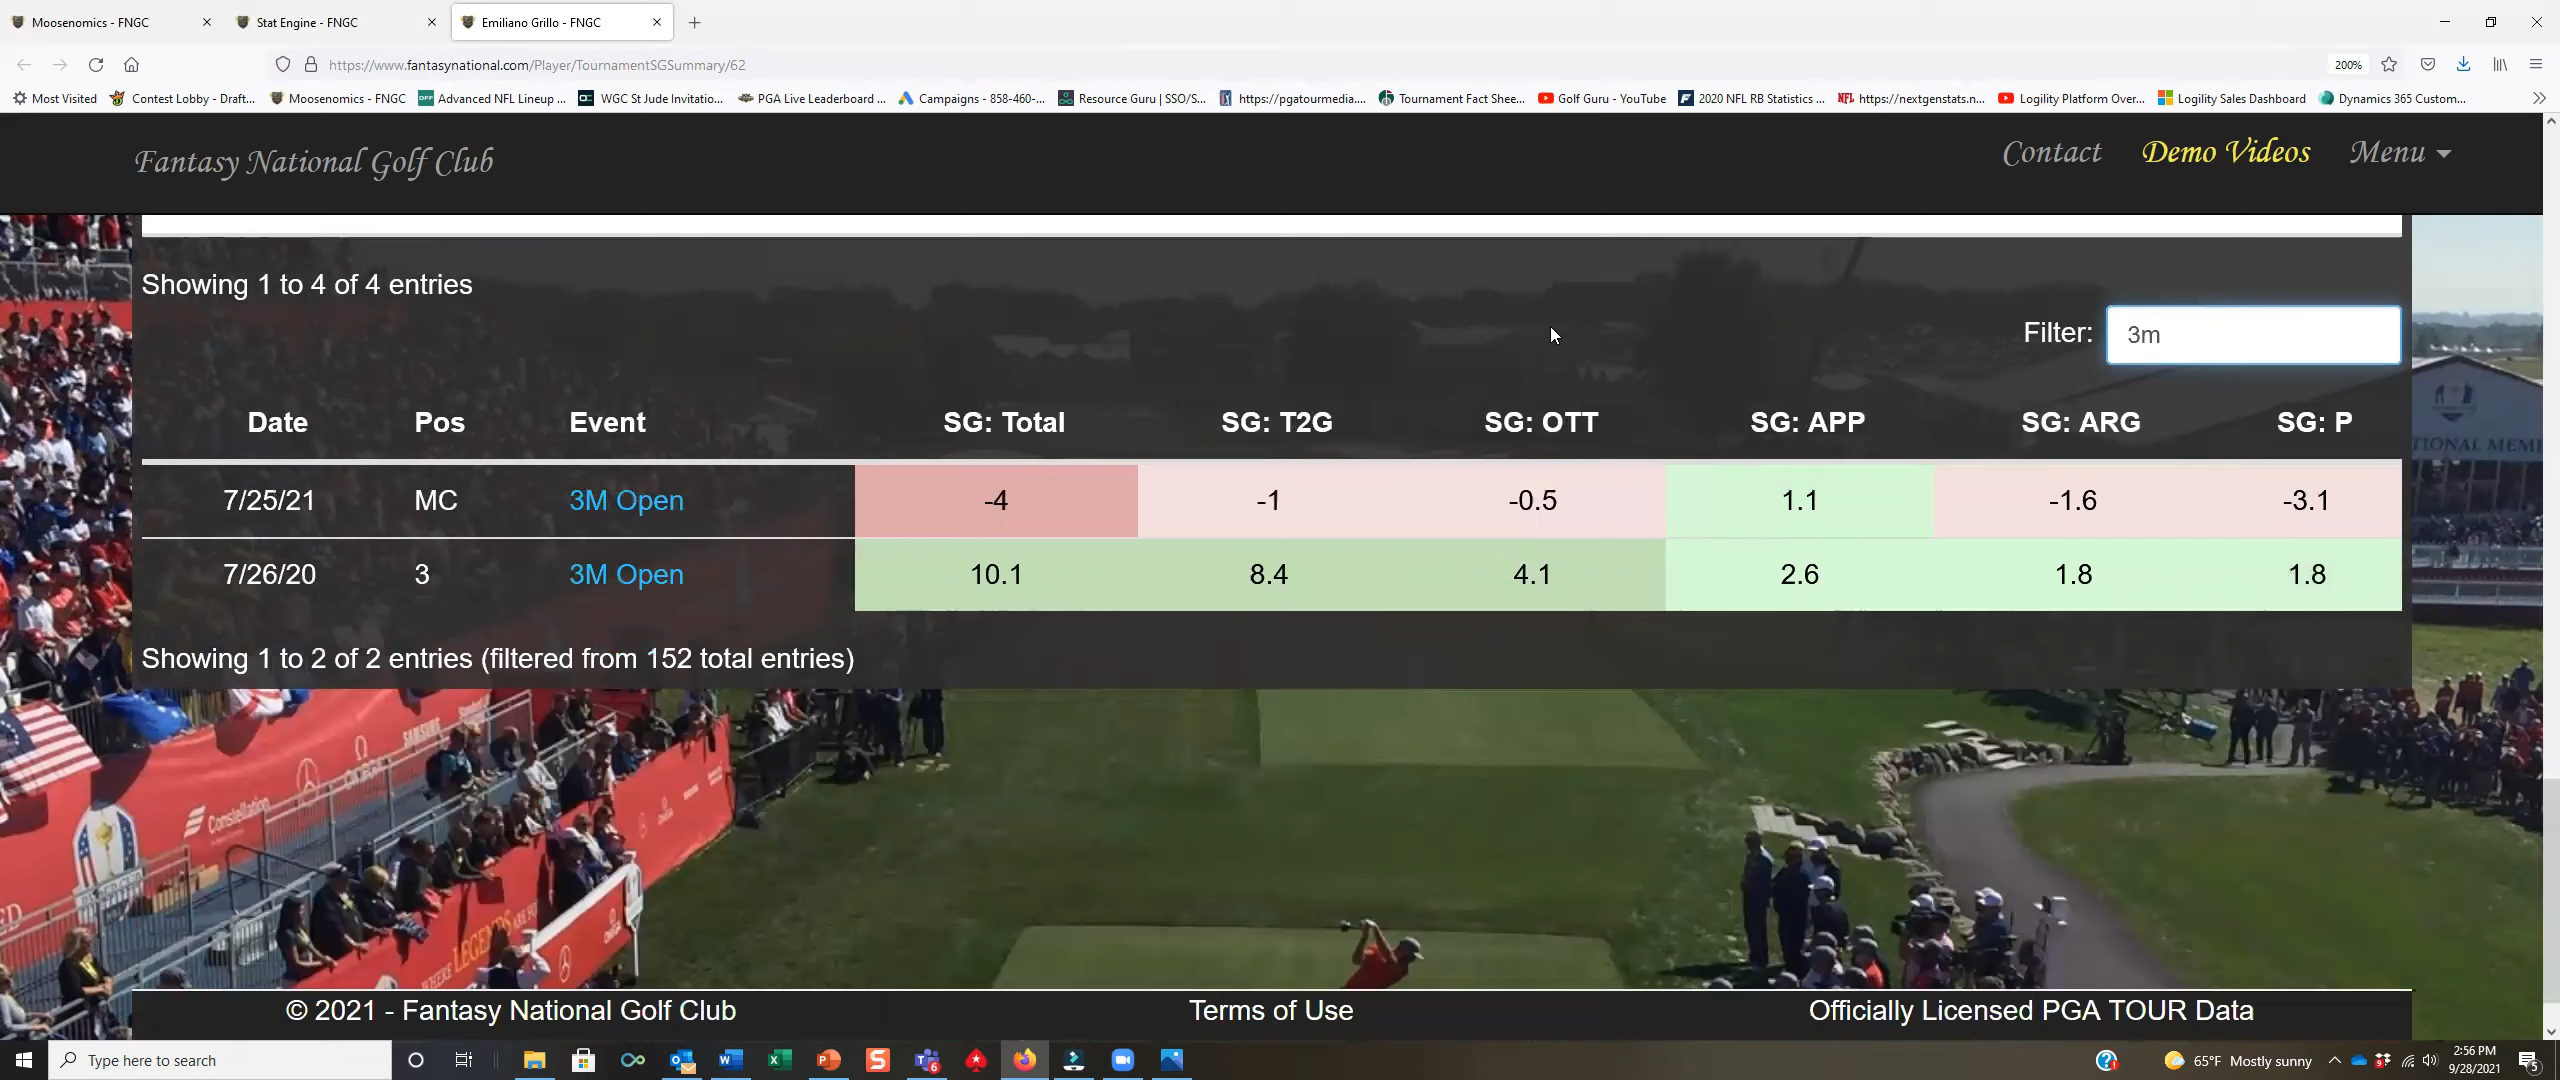 Moosenomics - FNGC
Stat Engine - FNGC
Emiliano Grillo - FNGC
https://www.fantasynational.com/Player/TournamentSGSummary/62
200%
Most Visited
Contest Lobby - Draft...
Moosenomics - FNGC
Advanced NFL Lineup ...
WGC St Jude Invitatio...
PGA Live Leaderboard ...
Campaigns - 858-460-...
Resource Guru | SSO/S...
https://pgatourmedia....
Tournament Fact Shee...
Golf Guru - YouTube
2020 NFL RB Statistics ...
https://nextgenstats.n...
Logility Platform Over...
Logility Sales Dashboard
Dynamics 365 Custom...
Fantasy National Golf Club
Contact
Demo Videos
Menu
Showing 1 to 4 of 4 entries
Filter: 3m
Date Pos Event SG: Total SG: T2G SG: OTT SG: APP SG: ARG SG: P
7/25/21 MC 3M Open -4 -1 -0.5 1.1 -1.6 -3.1
7/26/20 3 3M Open 10.1 8.4 4.1 2.6 1.8 1.8
Showing 1 to 2 of 2 entries (filtered from 152 total entries)
Constellation
WHERE LEGENDS
© 2021 - Fantasy National Golf Club
Terms of Use
Officially Licensed PGA TOUR Data
Type here to search
65°F Mostly sunny
2:56 PM
9/28/2021